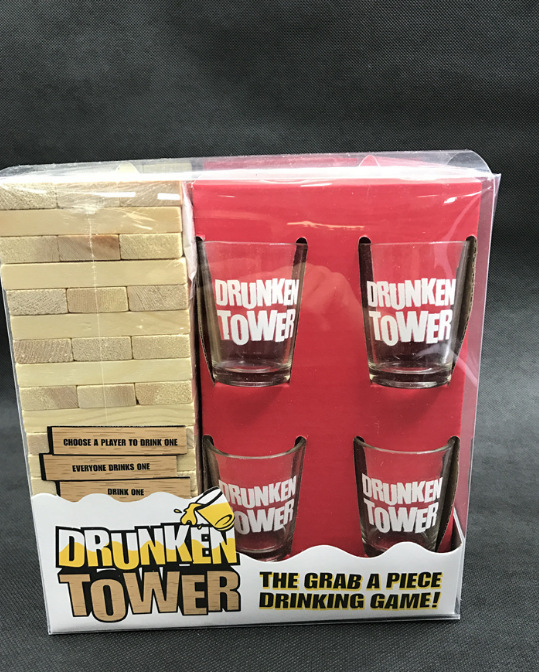 DRUNKEN
TOWER
DRUNKEN
TOWER
CHOOSE A PLAYER TO DRINK ONE
EVERYONE DRINKS ONE
DRINK ONE
DRUNKEN
TOWER
DRUNKEN
TOWER
DRUNKEN
TOWER
THE GRAB A PIECE
DRINKING GAME!